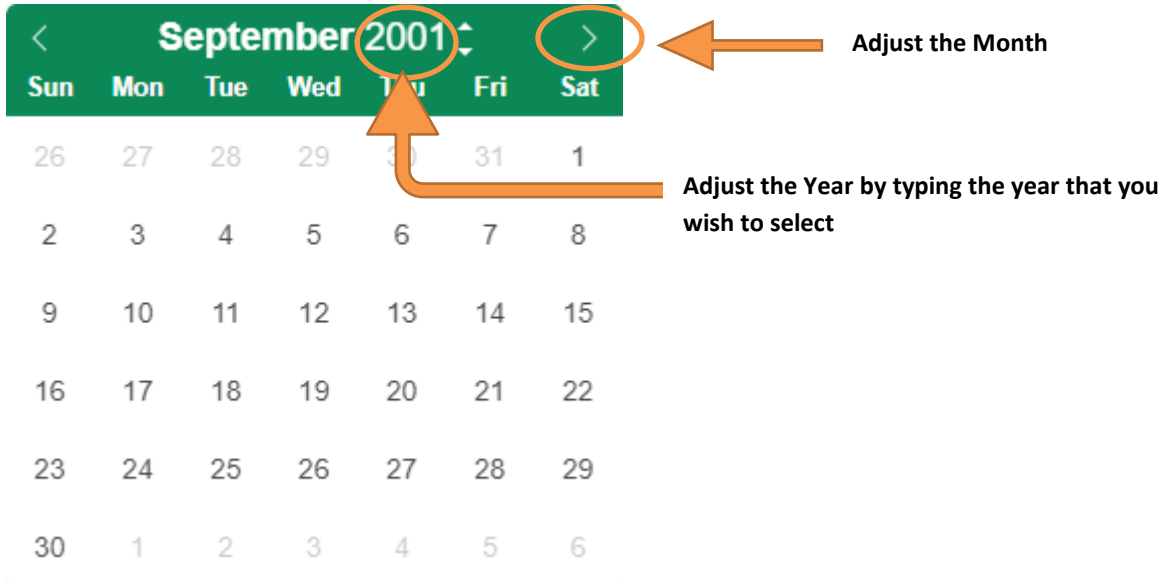 September 2001
Adjust the Month
Sun Mon Tue Wed Thu Fri Sat
26 27 28 29 30 31 1
Adjust the Year by typing the year that you
wish to select
2 3 4 5 6 7 8
9 10 11 12 13 14 15
16 17 18 19 20 21 22
23 24 25 26 27 28 29
30 1 2 3 4 5 6